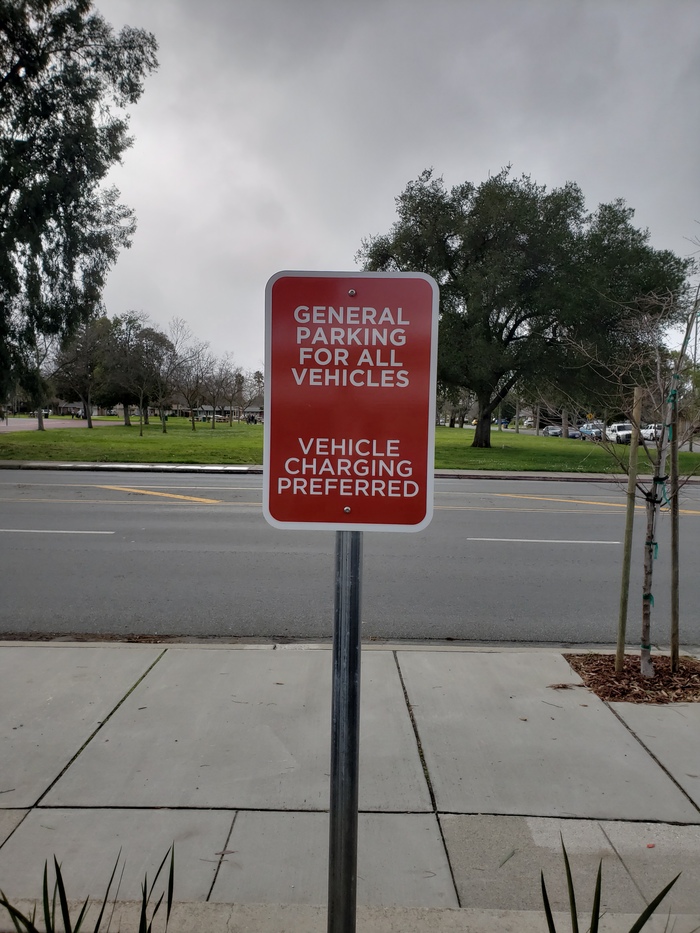 GENERAL
PARKING
FOR ALL
VEHICLES
VEHICLE
CHARGING
PREFERRED